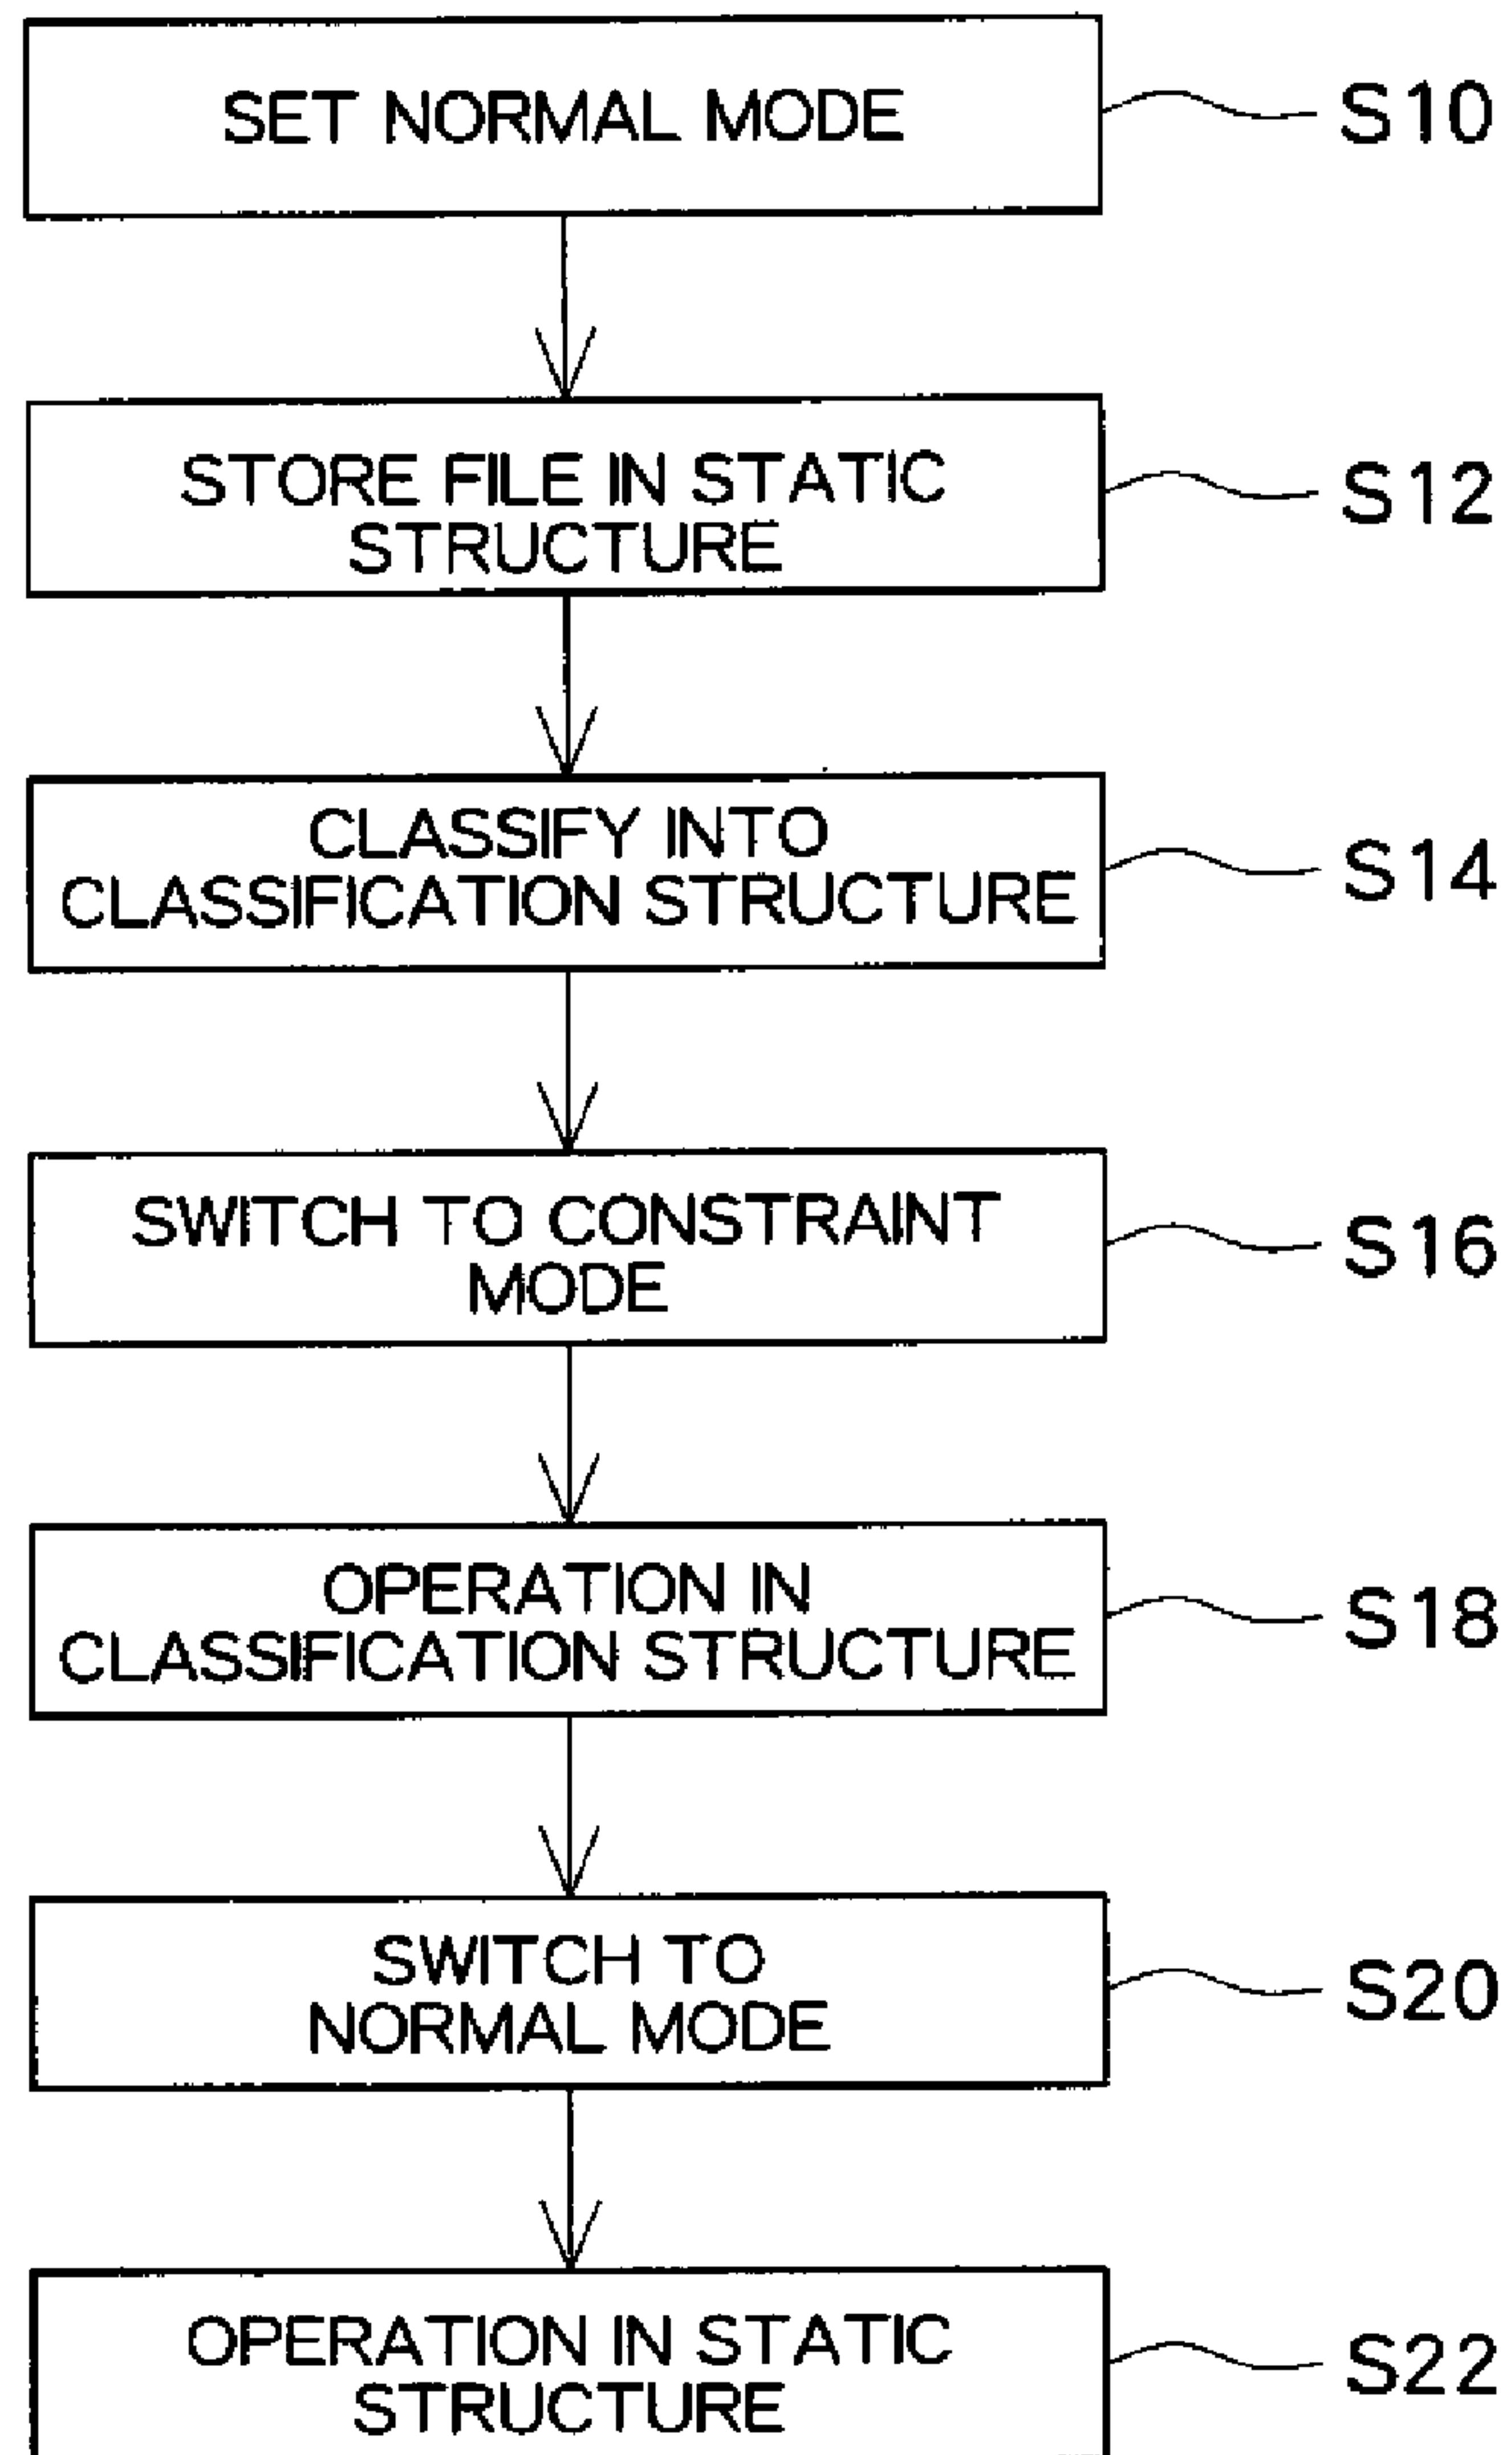 SET NORMAL MODE
S10
STORE FILE IN STATIC
STRUCTURE
S12
CLASSIFY INTO
CLASSIFICATION STRUCTURE
S14
SWITCH TO CONSTRAINT
MODE
S16
OPERATION IN
CLASSIFICATION STRUCTURE
S18
SWITCH TO
NORMAL MODE
S20
OPERATION IN STATIC
STRUCTURE
S22